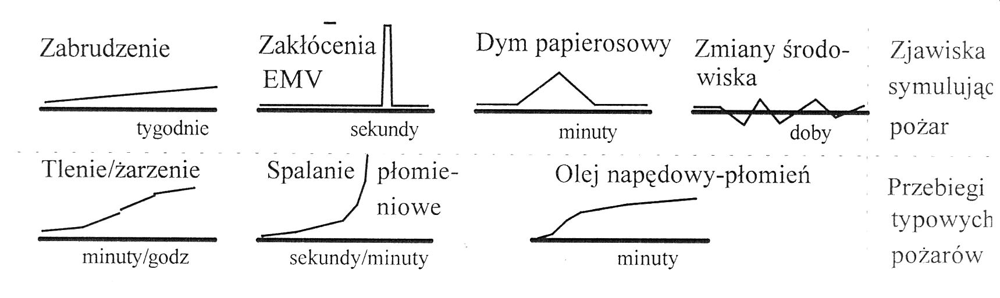 Zabrudzenie
tygodnie
Zakłócenia
EMV
sekundy
Dym papierosowy
minuty
Zmiany środo-
wiska
doby
Zjawiska
symulując
pożar
Tlenie/żarzenie
minuty/godz
Spalanie płomie-
niowe
sekundy/minuty
Olej napędowy-płomień
minuty
Przebiegi
typowych
pożarów